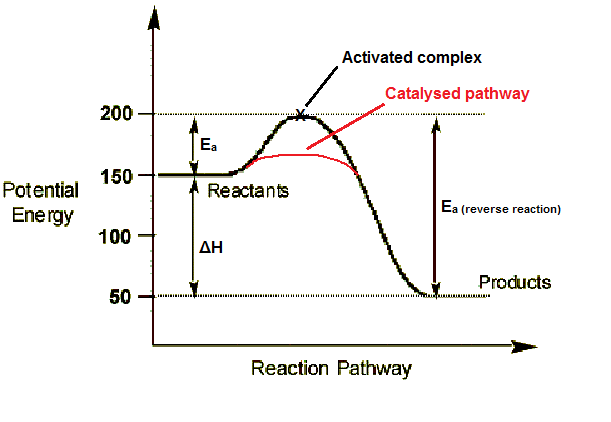 Activated complex
Catalysed pathway
200
Ea
150
Reactants
Potential
Energy
Ea (reverse reaction)
100
ΔH
Products
50
Reaction Pathway